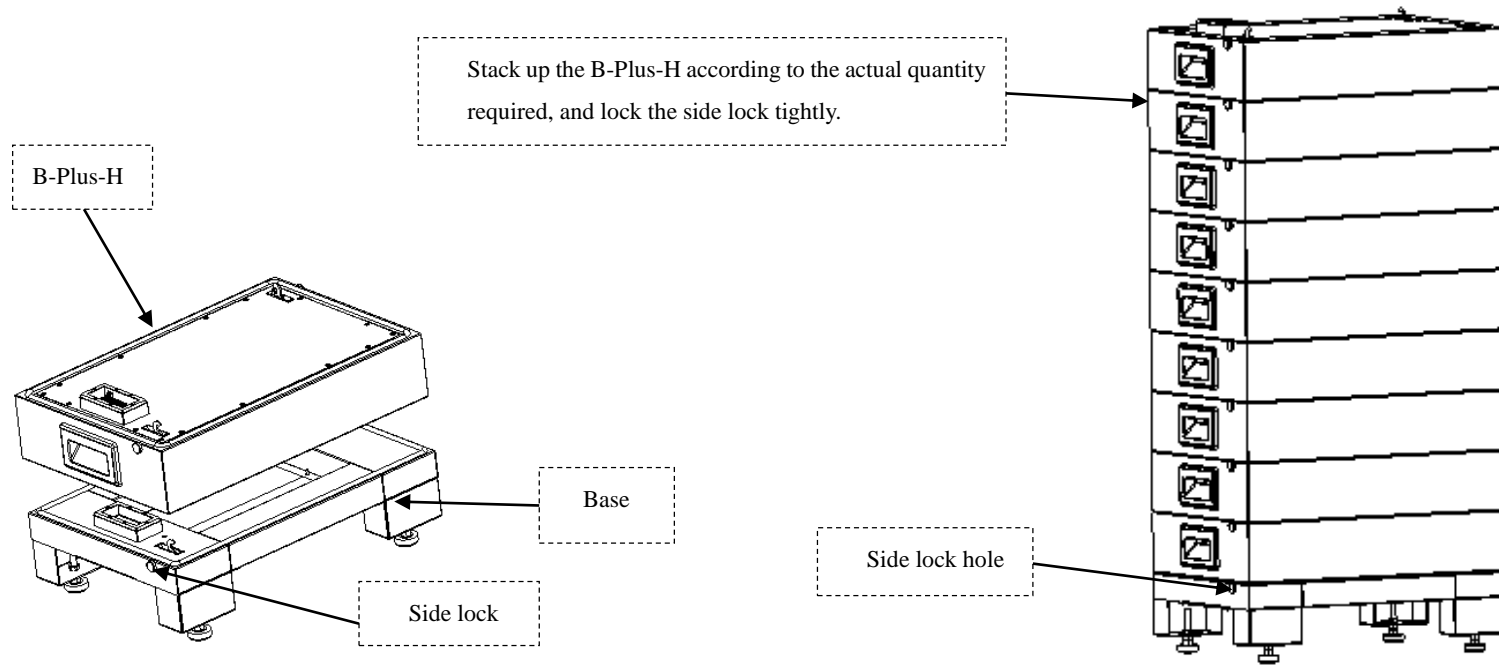 Stack up the B-Plus-H according to the actual quantity
required, and lock the side lock tightly.
B-Plus-H
Base
Side lock hole
Side lock